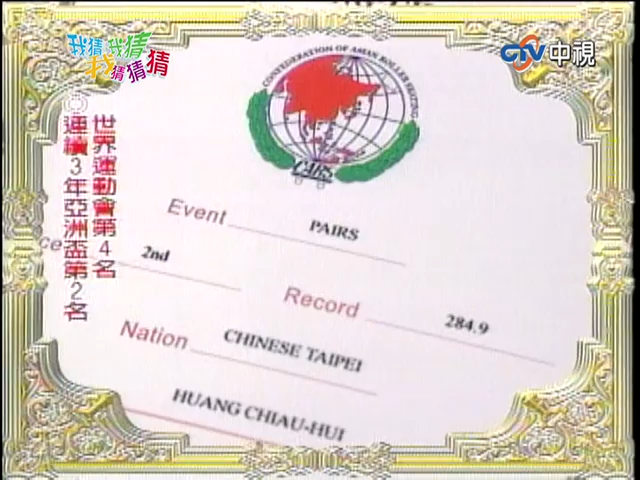 我猜我猜
我猜猜猜
CTV中視
CONFEDERATION OF ASIAN ROLLER SKATING
CARS
世界運動會第4名
連續3年亞洲盃第2名
Event PAIRS
ce 2nd
Record 284.9
Nation CHINESE TAIPEI
HUANG CHIAU-HUI